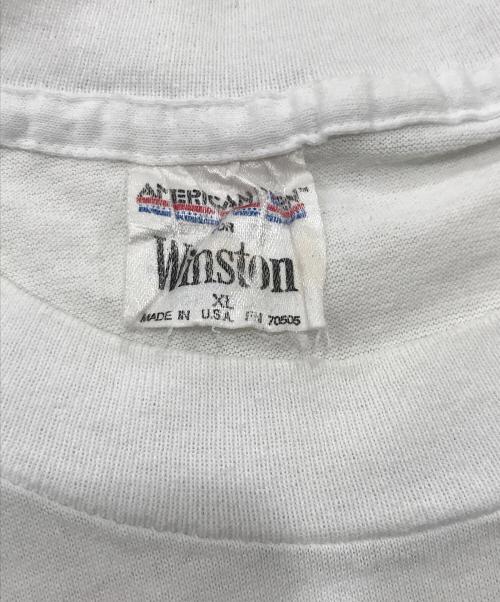 AMERICAN
Winston
XL
MADE IN U.S.A. RN 70505